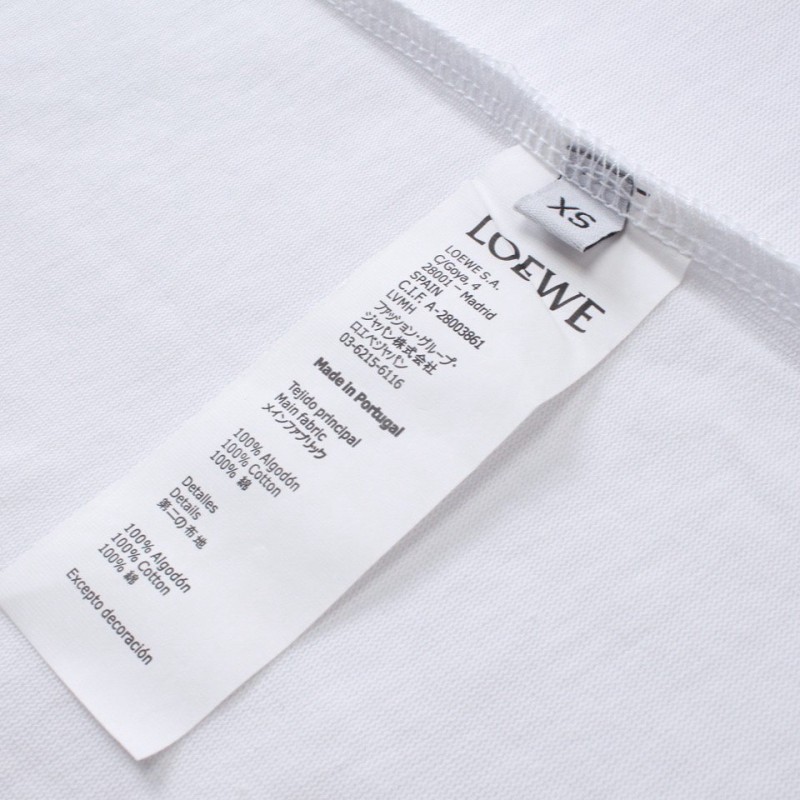 XS
LOEWE
LOEWE S.A.
C/Goya, 4
28001 – Madrid
SPAIN
C.I.F. A-28003861
LVMH
ファッション・グループ・
ジャパン株式会社
ロエベジャパン
03-6215-6116
Made in Portugal
Tejido principal
Main fabric
メインファブリック
100% Algodón
100% Cotton
100% 綿
Detalles
Details
第二の布地
100% Algodón
100% Cotton
100% 綿
Excepto decoración